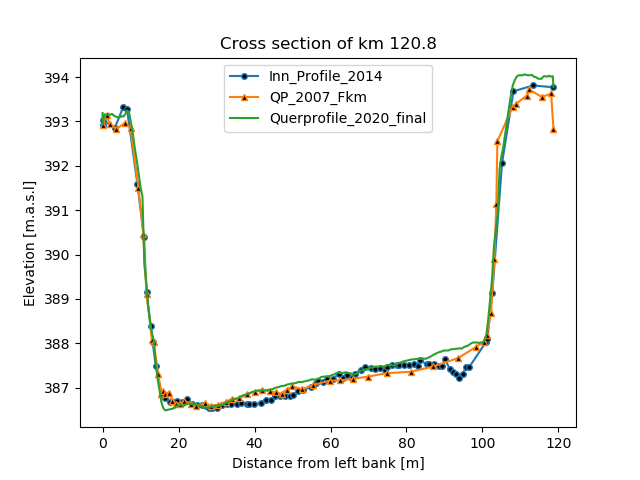 Cross section of km 120.8
Inn_Profile_2014
QP_2007_Fkm
Querprofile_2020_final
Elevation [m.a.s.l]
394
393
392
391
390
389
388
387
0 20 40 60 80 100 120
Distance from left bank [m]